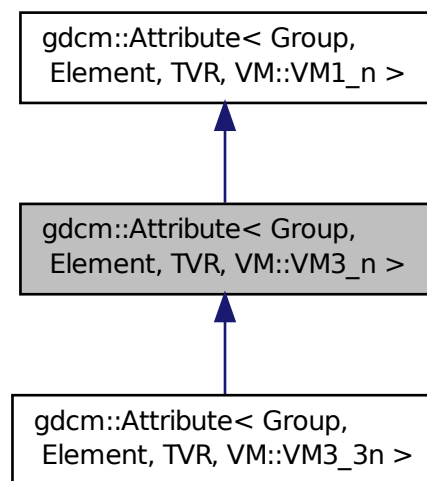 gdcm::Attribute< Group,
Element, TVR, VM::VM1_n >
gdcm::Attribute< Group,
Element, TVR, VM::VM3_n >
gdcm::Attribute< Group,
Element, TVR, VM::VM3_3n >